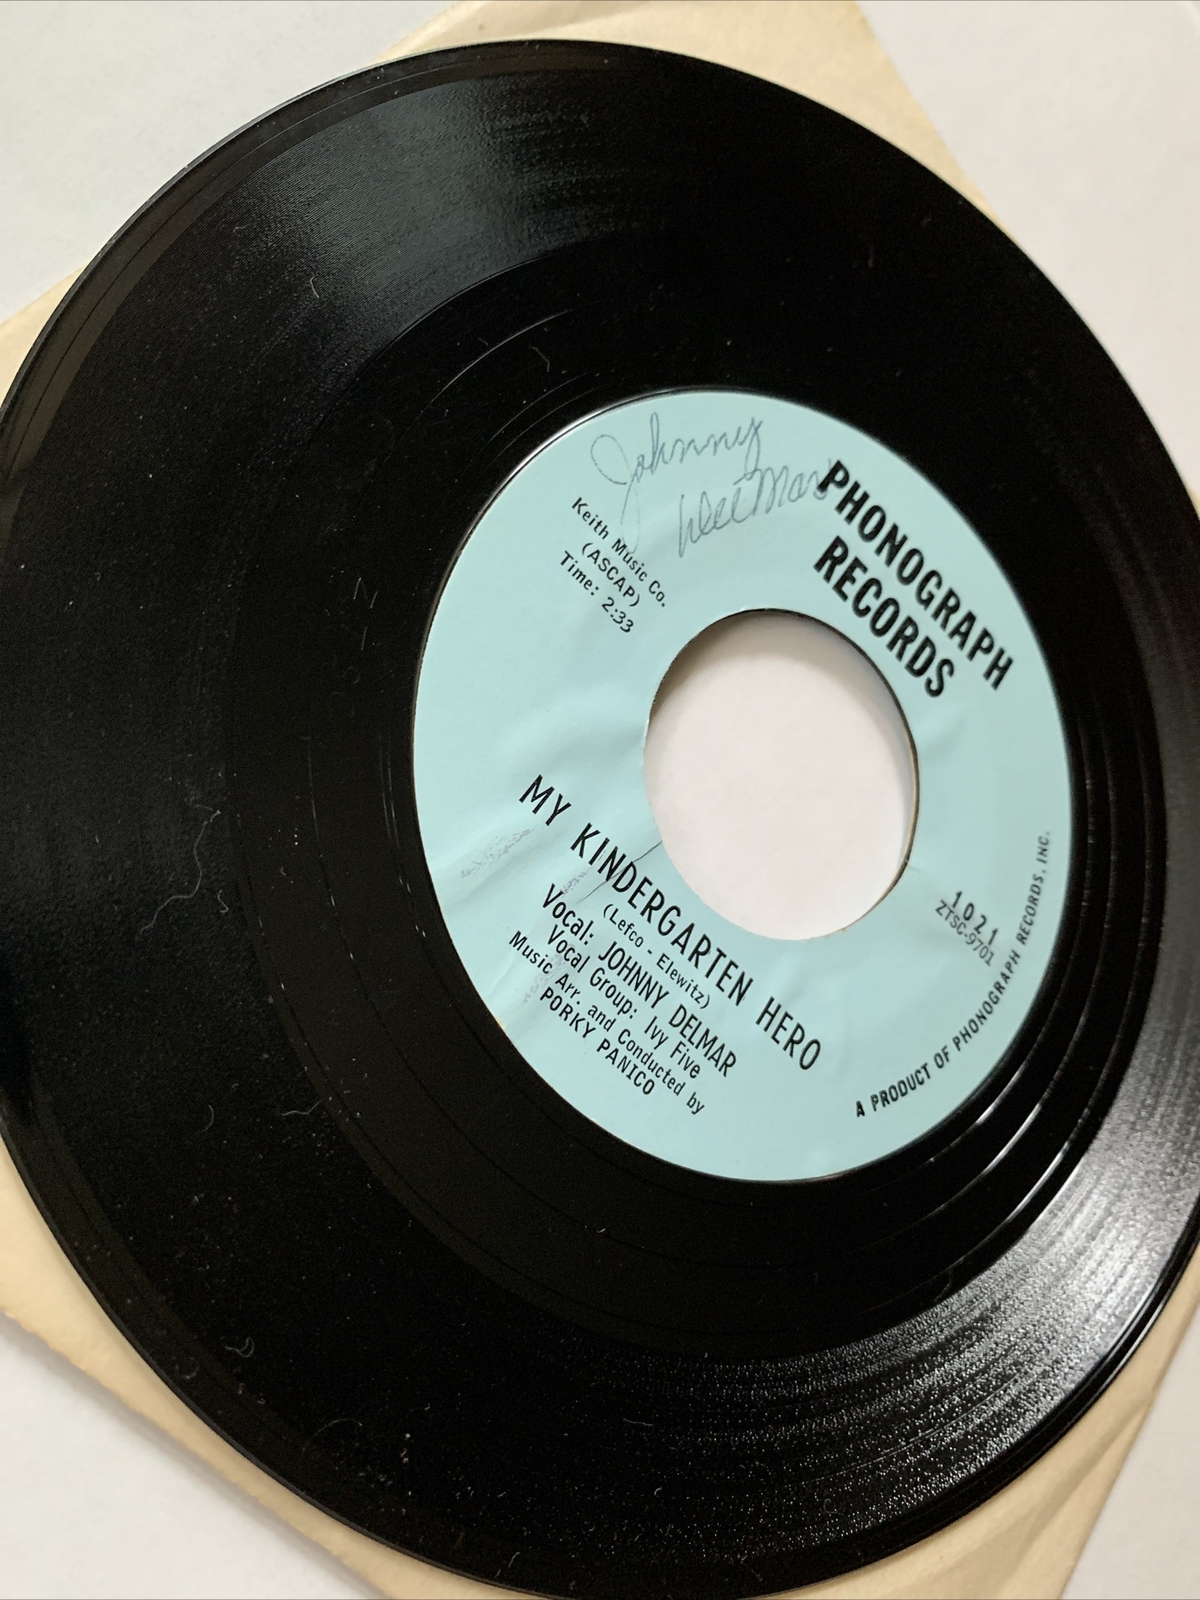 Johnny
DelMar
PHONOGRAPH
RECORDS
Keith Music Co.
(ASCAP)
Time: 2:33
1021
ZTSC-9701
MY KINDERGARTEN HERO
(Lefco - Elewitz)
Vocal: JOHNNY DELMAR
Vocal Group: Ivy Five
Music Arr. and Conducted by
PORKY PANICO
A PRODUCT OF PHONOGRAPH RECORDS, INC.